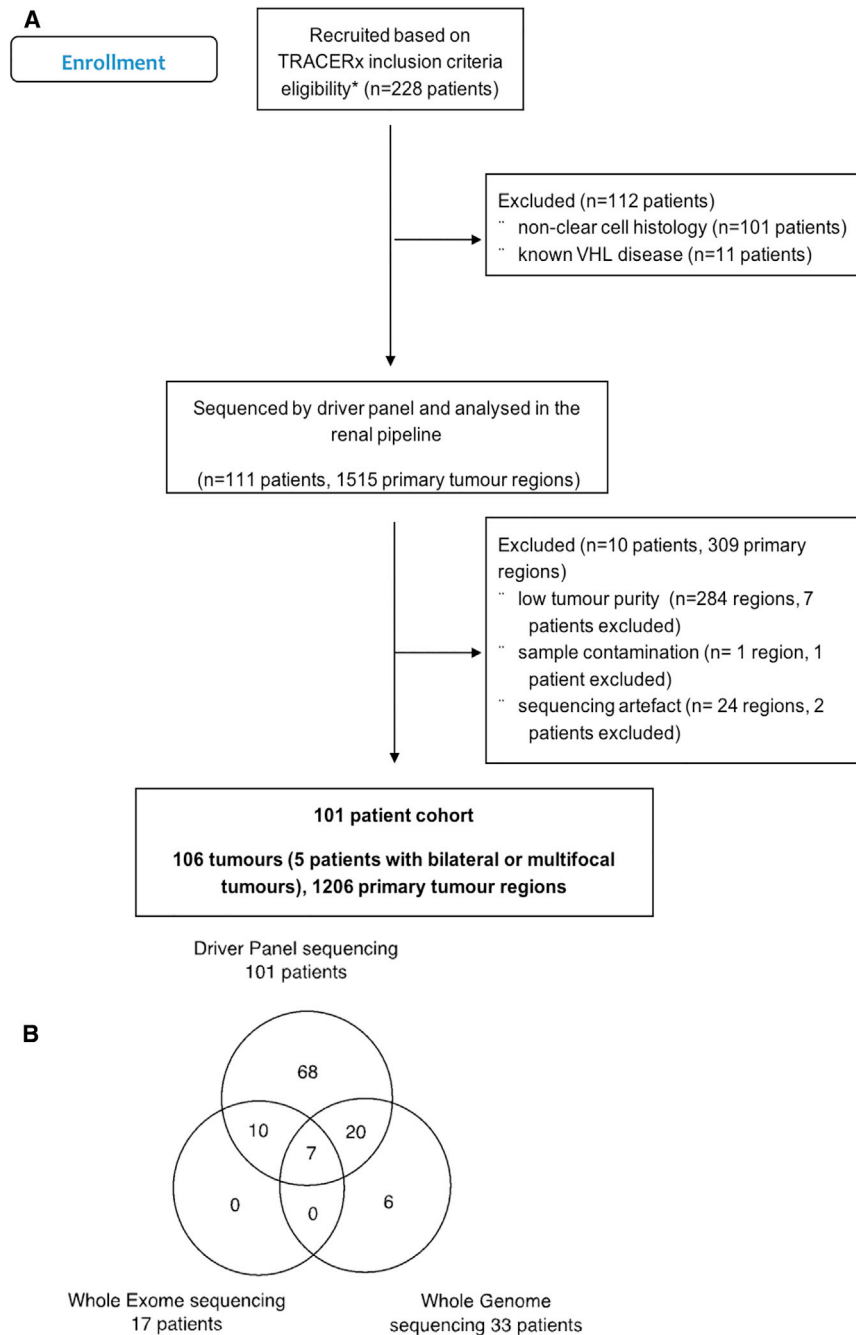 A
Enrollment
Recruited based on
TRACERx inclusion criteria
eligibility* (n=228 patients)
Excluded (n=112 patients)
¨ non-clear cell histology (n=101 patients)
¨ known VHL disease (n=11 patients)
Sequenced by driver panel and analysed in the
renal pipeline
(n=111 patients, 1515 primary tumour regions)
Excluded (n=10 patients, 309 primary
regions)
¨ low tumour purity (n=284 regions, 7
patients excluded)
¨ sample contamination (n= 1 region, 1
patient excluded)
¨ sequencing artefact (n= 24 regions, 2
patients excluded)
101 patient cohort
106 tumours (5 patients with bilateral or multifocal
tumours), 1206 primary tumour regions
Driver Panel sequencing
101 patients
B
68
10
20
7
0
0
6
Whole Exome sequencing
17 patients
Whole Genome
sequencing 33 patients